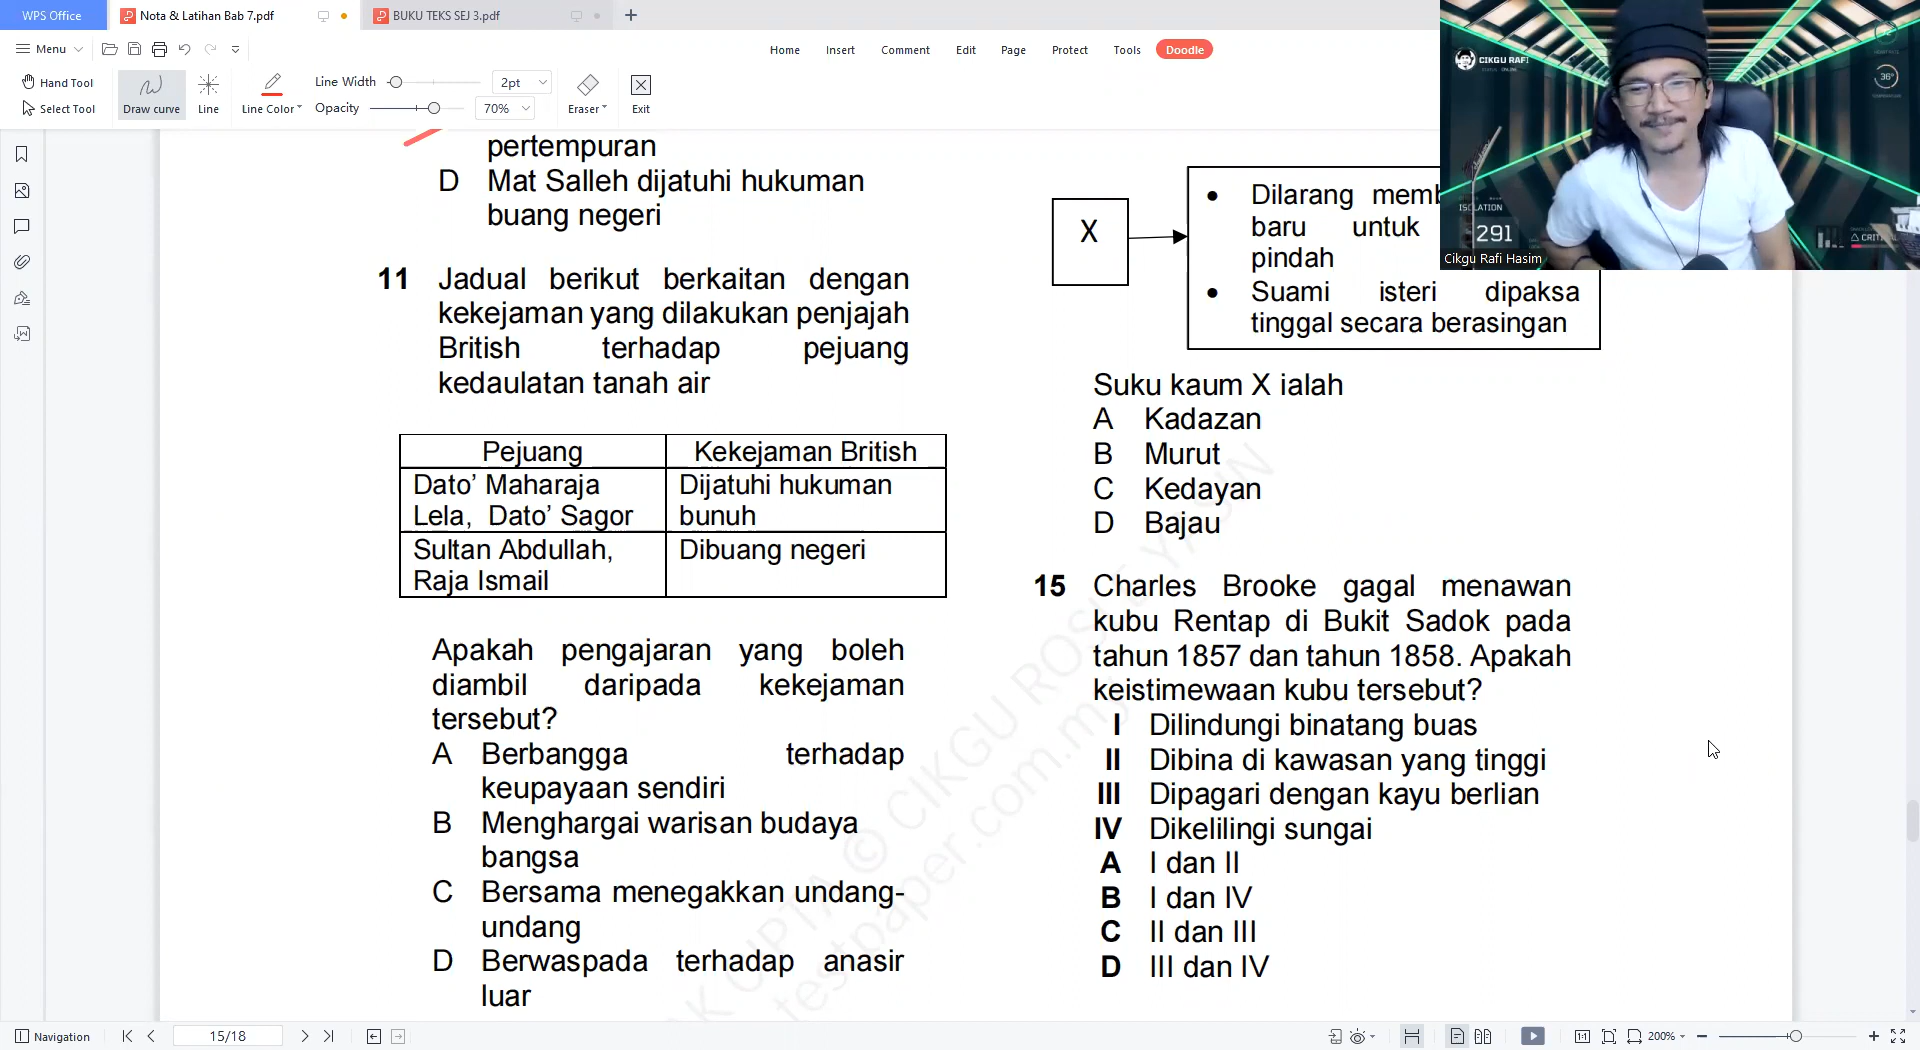 WPS Office
Nota & Latihan Bab 7.pdf
BUKU TEKS SEJ 3.pdf
Menu
Home Insert Comment Edit Page Protect Tools Doodle
Hand Tool
Select Tool
Draw curve
Line
Line Color
Line Width
2pt
Opacity
70%
Eraser
Exit
pertempuran
D Mat Salleh dijatuhi hukuman
buang negeri
11 Jadual berikut berkaitan dengan
kekejaman yang dilakukan penjajah
British terhadap pejuang
kedaulatan tanah air
Pejuang Kekejaman British
Dato’ Maharaja Dijatuhi hukuman
Lela, Dato’ Sagor bunuh
Sultan Abdullah, Dibuang negeri
Raja Ismail
Apakah pengajaran yang boleh
diambil daripada kekejaman
tersebut?
A Berbangga terhadap
keupayaan sendiri
B Menghargai warisan budaya
bangsa
C Bersama menegakkan undang-
undang
D Berwaspada terhadap anasir
luar
X
• Dilarang memb
baru untuk
pindah
• Suami isteri dipaksa
tinggal secara berasingan
Suku kaum X ialah
A Kadazan
B Murut
C Kedayan
D Bajau
15 Charles Brooke gagal menawan
kubu Rentap di Bukit Sadok pada
tahun 1857 dan tahun 1858. Apakah
keistimewaan kubu tersebut?
I Dilindungi binatang buas
II Dibina di kawasan yang tinggi
III Dipagari dengan kayu berlian
IV Dikelilingi sungai
A I dan II
B I dan IV
C II dan III
D III dan IV
CIKGU RAFI
36°
291
Cikgu Rafi Hasim
GUPTA © CIKGU
testpaper.com.my
Navigation
15/18
200%